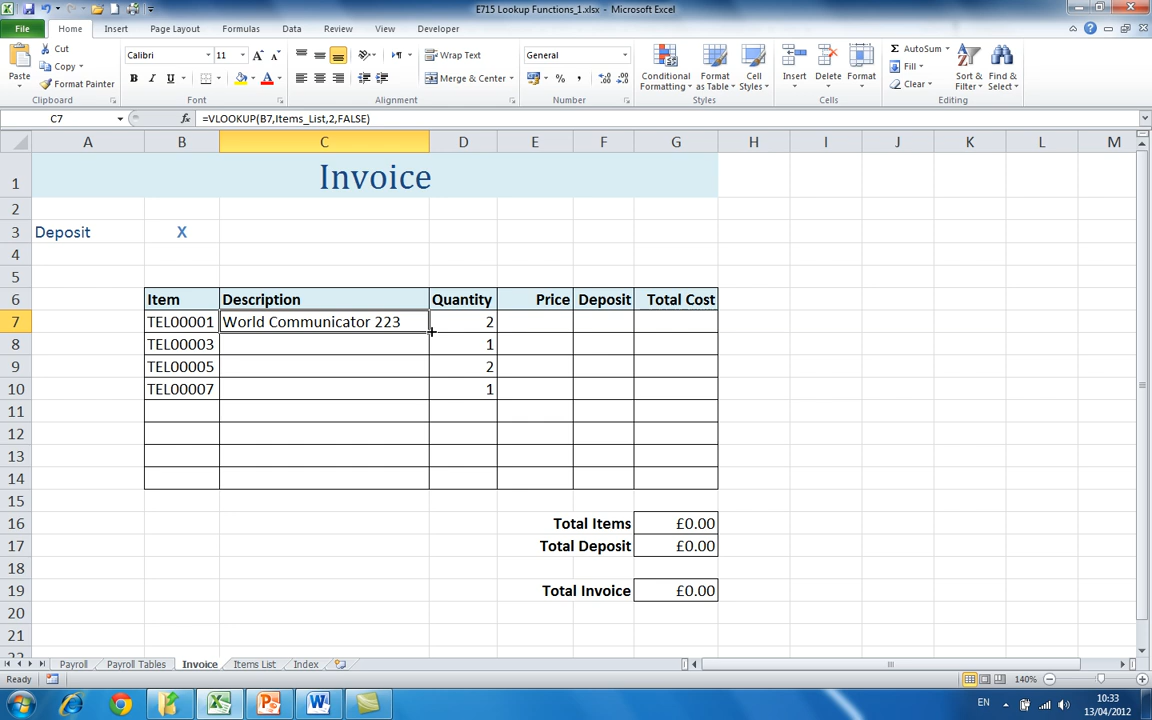 E715 Lookup Functions_1.xlsx - Microsoft Excel
File Home Insert Page Layout Formulas Data Review View Developer
Paste Cut Copy Format Painter
Calibri 11
B I U
Wrap Text
Merge & Center
General
Conditional Formatting Format as Table Cell Styles
Insert Delete Format
AutoSum Fill Clear
Sort & Filter Find & Select
Clipboard Font Alignment Number Styles Cells Editing
C7 fx =VLOOKUP(B7,Items_List,2,FALSE)
A B C D E F G H I J K L M
1 Invoice
2
3 Deposit X
4
5
6 Item Description Quantity Price Deposit Total Cost
7 TEL00001 World Communicator 223 2
8 TEL00003 1
9 TEL00005 2
10 TEL00007 1
11
12
13
14
15
16 Total Items £0.00
17 Total Deposit £0.00
18
19 Total Invoice £0.00
20
21
22
Payroll Payroll Tables Invoice Items List Index
Ready 140%
EN 10:33
13/04/2012